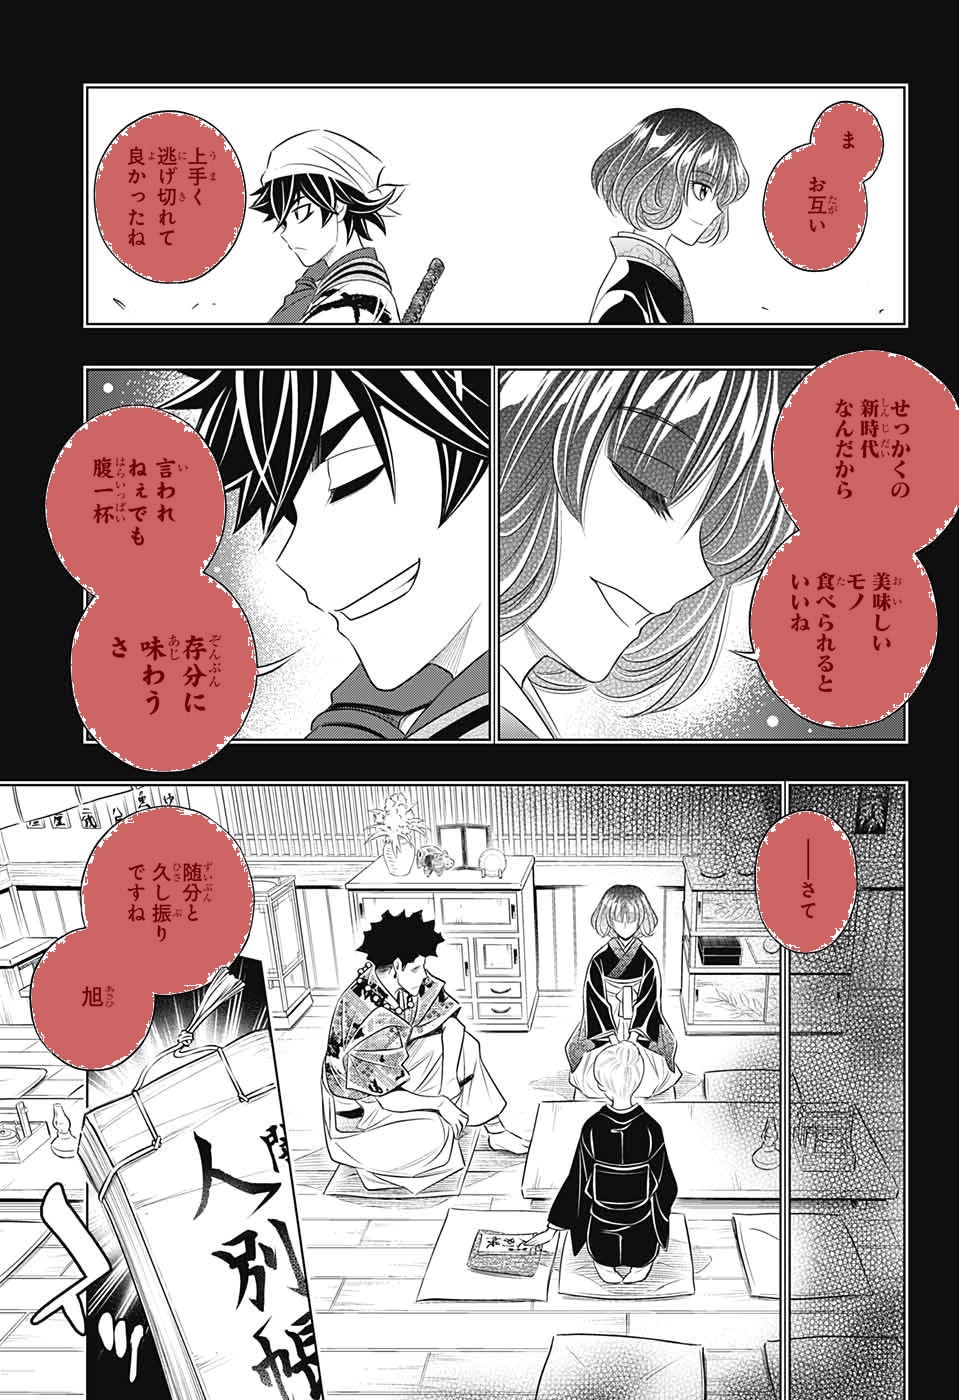 ま
お互い
上手く
逃げ切れて
良かったね
せっかくの
新時代
なんだから
美味しい
モノ
食べられると
いいね
言われ
ねぇでも
腹一杯
存分に
味わう
さ
――さて
随分と
久し振り
ですね
旭
人別帳